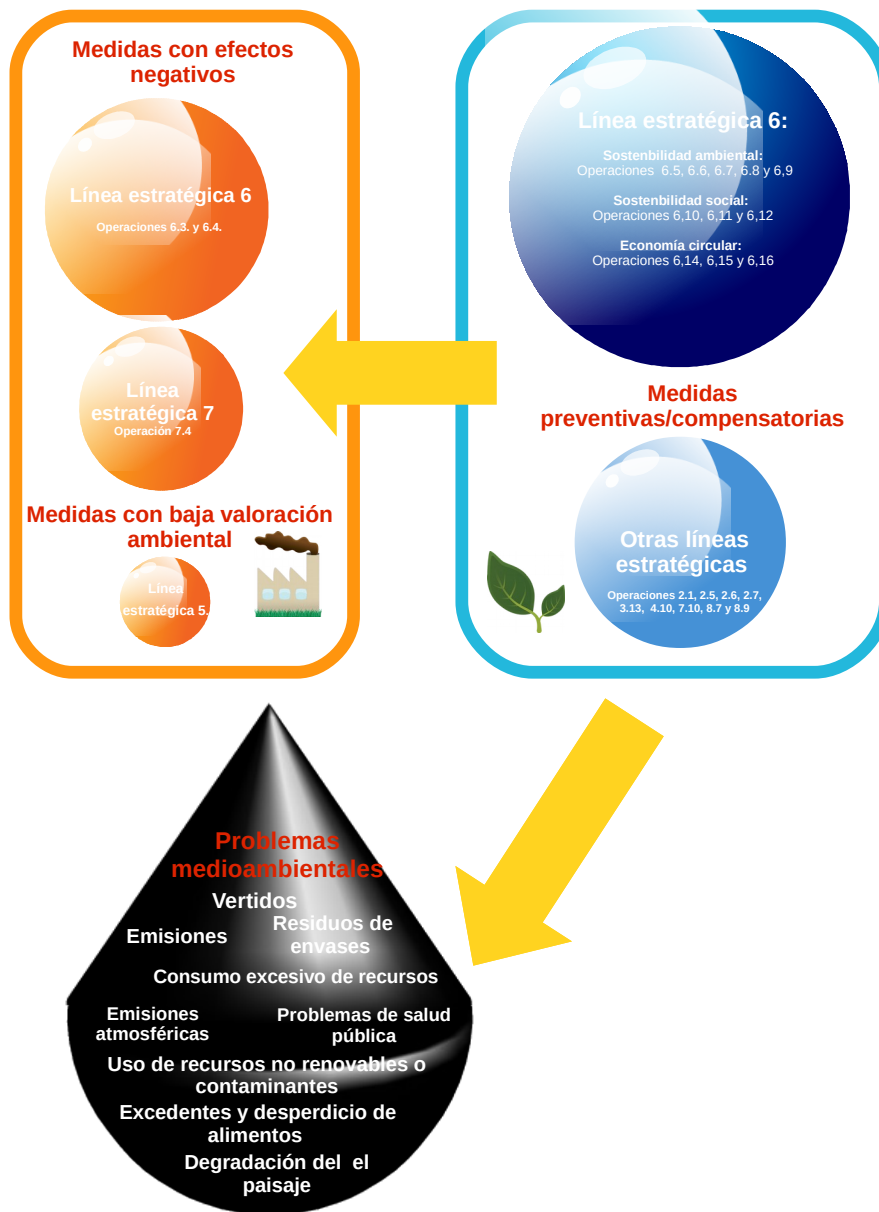 Medidas con efectos
negativos
Línea estratégica 6
Operaciones 6.3. y 6.4.
Línea
estratégica 7
Operación 7.4
Medidas con baja valoración
ambiental
Línea
estratégica 5.
Línea estratégica 6:
Sostenbilidad ambiental:
Operaciones  6.5, 6.6, 6.7, 6.8 y 6,9
Sostenbilidad social:
Operaciones 6,10, 6,11 y 6,12
Economía circular:
Operaciones 6,14, 6,15 y 6,16
Medidas
preventivas/compensatorias
Otras líneas
estratégicas
Operaciones 2.1, 2.5, 2.6, 2.7,
3.13,  4.10, 7.10, 8.7 y 8.9
Problemas
medioambientales
Vertidos
Emisiones
Residuos de
envases
Consumo excesivo de recursos
Emisiones
atmosféricas
Problemas de salud
pública
Uso de recursos no renovables o
contaminantes
Excedentes y desperdicio de
alimentos
Degradación del  el
paisaje